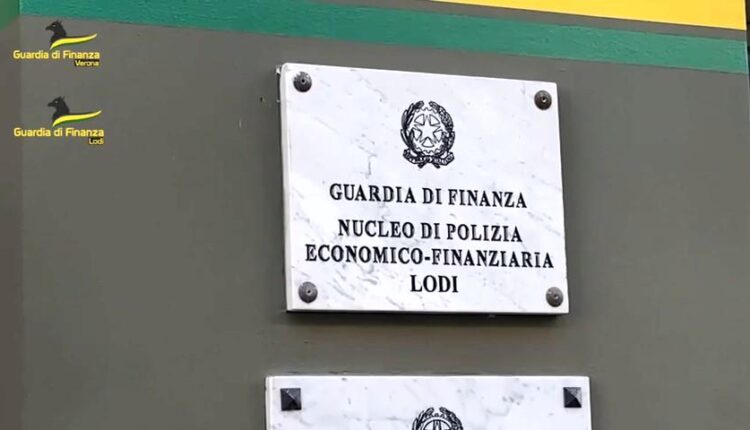 Guardia di Finanza
Verona
Guardia di Finanza
Lodi
GUARDIA DI FINANZA
NUCLEO DI POLIZIA
ECONOMICO-FINANZIARIA
LODI